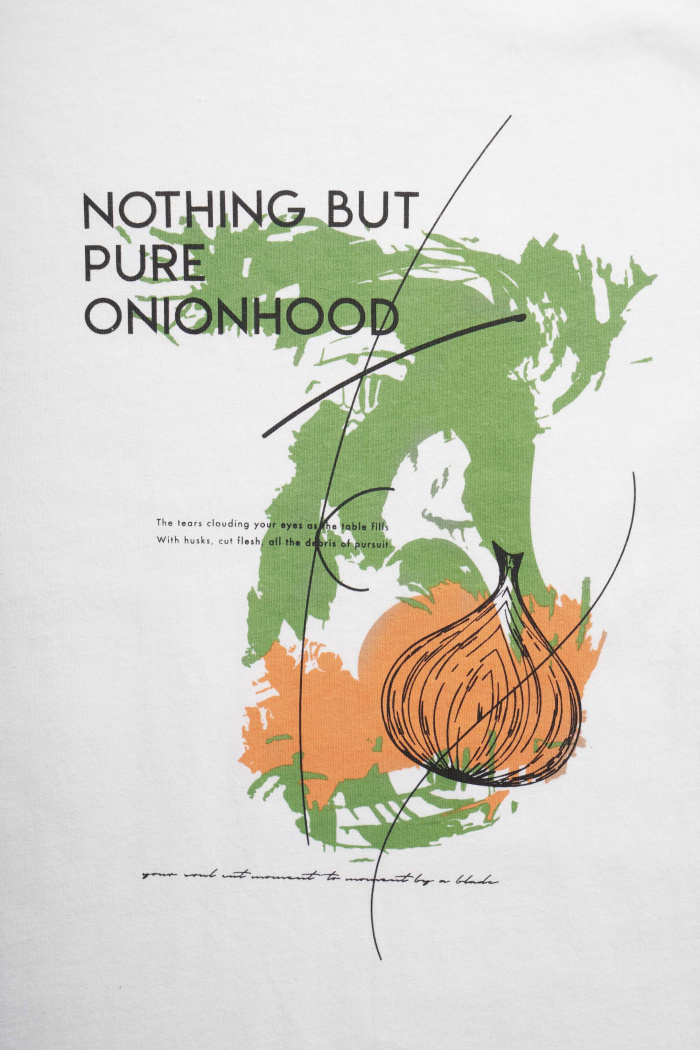 NOTHING BUT
PURE
ONIONHOOD
The tears clouding your eyes as the table fills
With husks, cut flesh, all the debris of pursuit.
your soul cut moment to moment by a blade